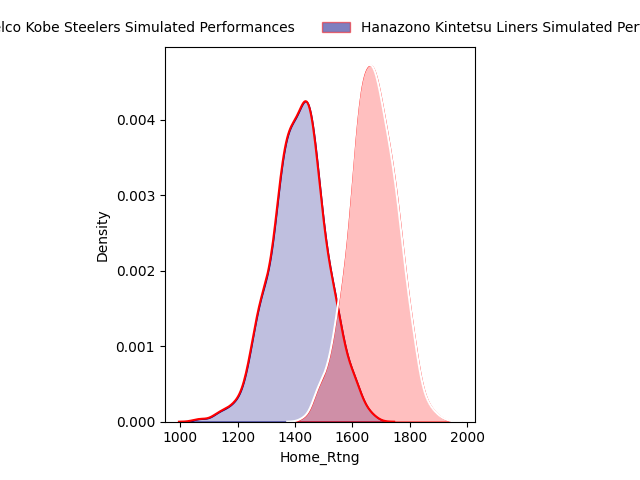 lco Kobe Steelers Simulated Performances
Hanazono Kintetsu Liners Simulated Per
0.004
0.003
0.002
0.001
0.000
Density
1000 1200 1400 1600 1800 2000
Home_Rtng